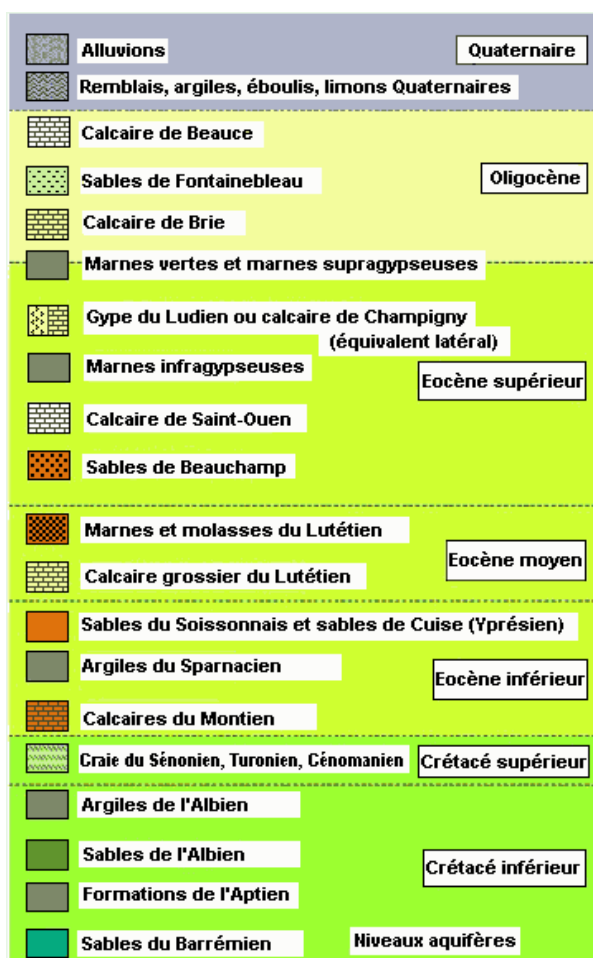 Alluvions
Quaternaire
Remblais, argiles, éboulis, limons Quaternaires
Calcaire de Beauce
Sables de Fontainebleau
Oligocène
Calcaire de Brie
Marnes vertes et marnes supragypseuses
Gype du Ludien ou calcaire de Champigny
(équivalent latéral)
Marnes infragypseuses
Eocène supérieur
Calcaire de Saint-Ouen
Sables de Beauchamp
Marnes et molasses du Lutétien
Eocène moyen
Calcaire grossier du Lutétien
Sables du Soissonnais et sables de Cuise (Yprésien)
Argiles du Sparnacien
Eocène inférieur
Calcaires du Montien
Craie du Sénonien, Turonien, Cénomanien
Crétacé supérieur
Argiles de l'Albien
Sables de l'Albien
Crétacé inférieur
Formations de l'Aptien
Sables du Barrémien
Niveaux aquifères